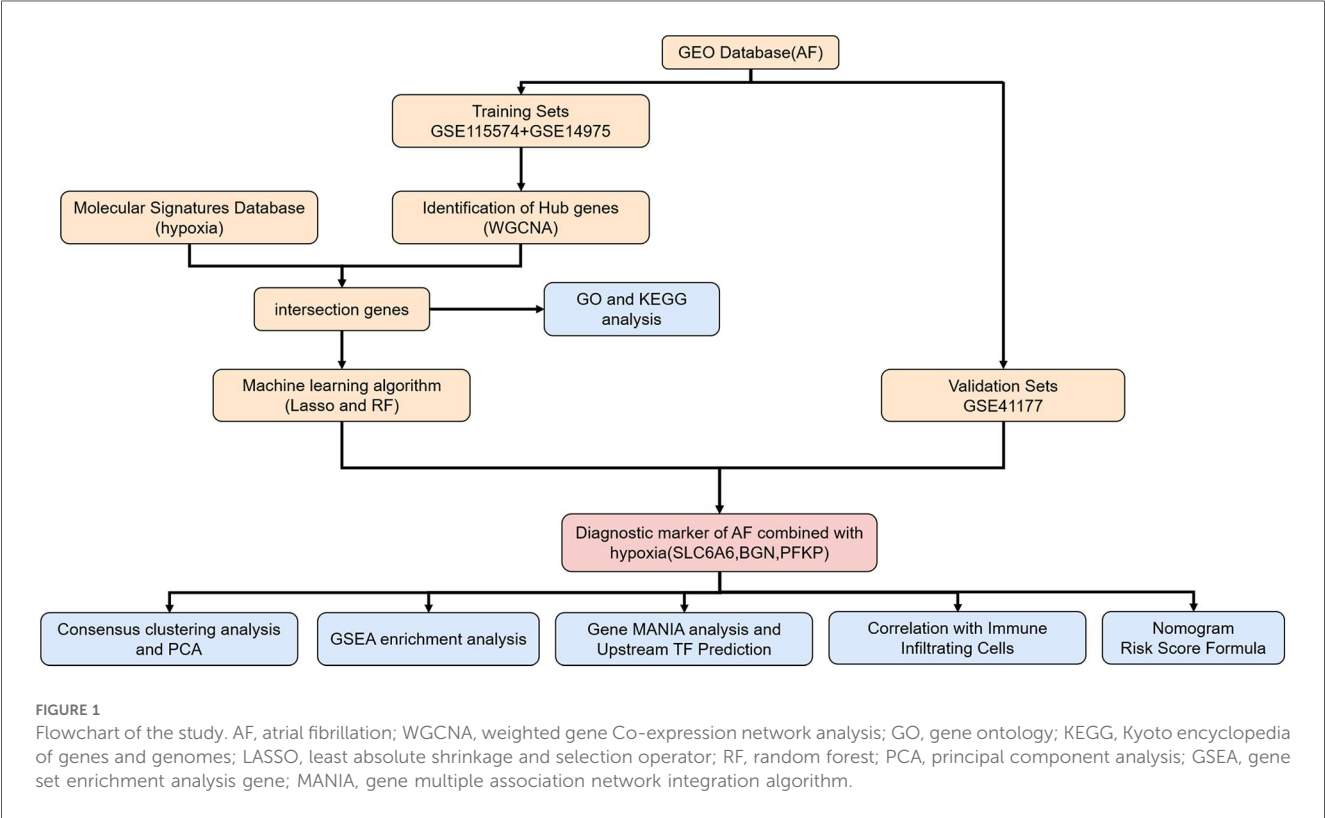 GEO Database(AF)
Training Sets
GSE115574+GSE14975
Molecular Signatures Database
(hypoxia)
Identification of Hub genes
(WGCNA)
intersection genes
GO and KEGG
analysis
Machine learning algorithm
(Lasso and RF)
Validation Sets
GSE41177
Diagnostic marker of AF combined with
hypoxia(SLC6A6,BGN,PFKP)
Consensus clustering analysis
and PCA
GSEA enrichment analysis
Gene MANIA analysis and
Upstream TF Prediction
Correlation with Immune
Infiltrating Cells
Nomogram
Risk Score Formula
FIGURE 1
Flowchart of the study. AF, atrial fibrillation; WGCNA, weighted gene Co-expression network analysis; GO, gene ontology; KEGG, Kyoto encyclopedia
of genes and genomes; LASSO, least absolute shrinkage and selection operator; RF, random forest; PCA, principal component analysis; GSEA, gene
set enrichment analysis gene; MANIA, gene multiple association network integration algorithm.